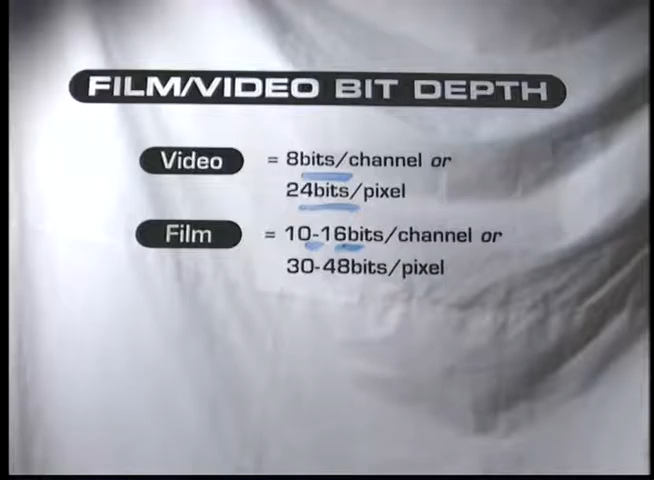 FILM/VIDEO BIT DEPTH
Video = 8bits/channel or
24bits/pixel
Film = 10-16bits/channel or
30-48bits/pixel